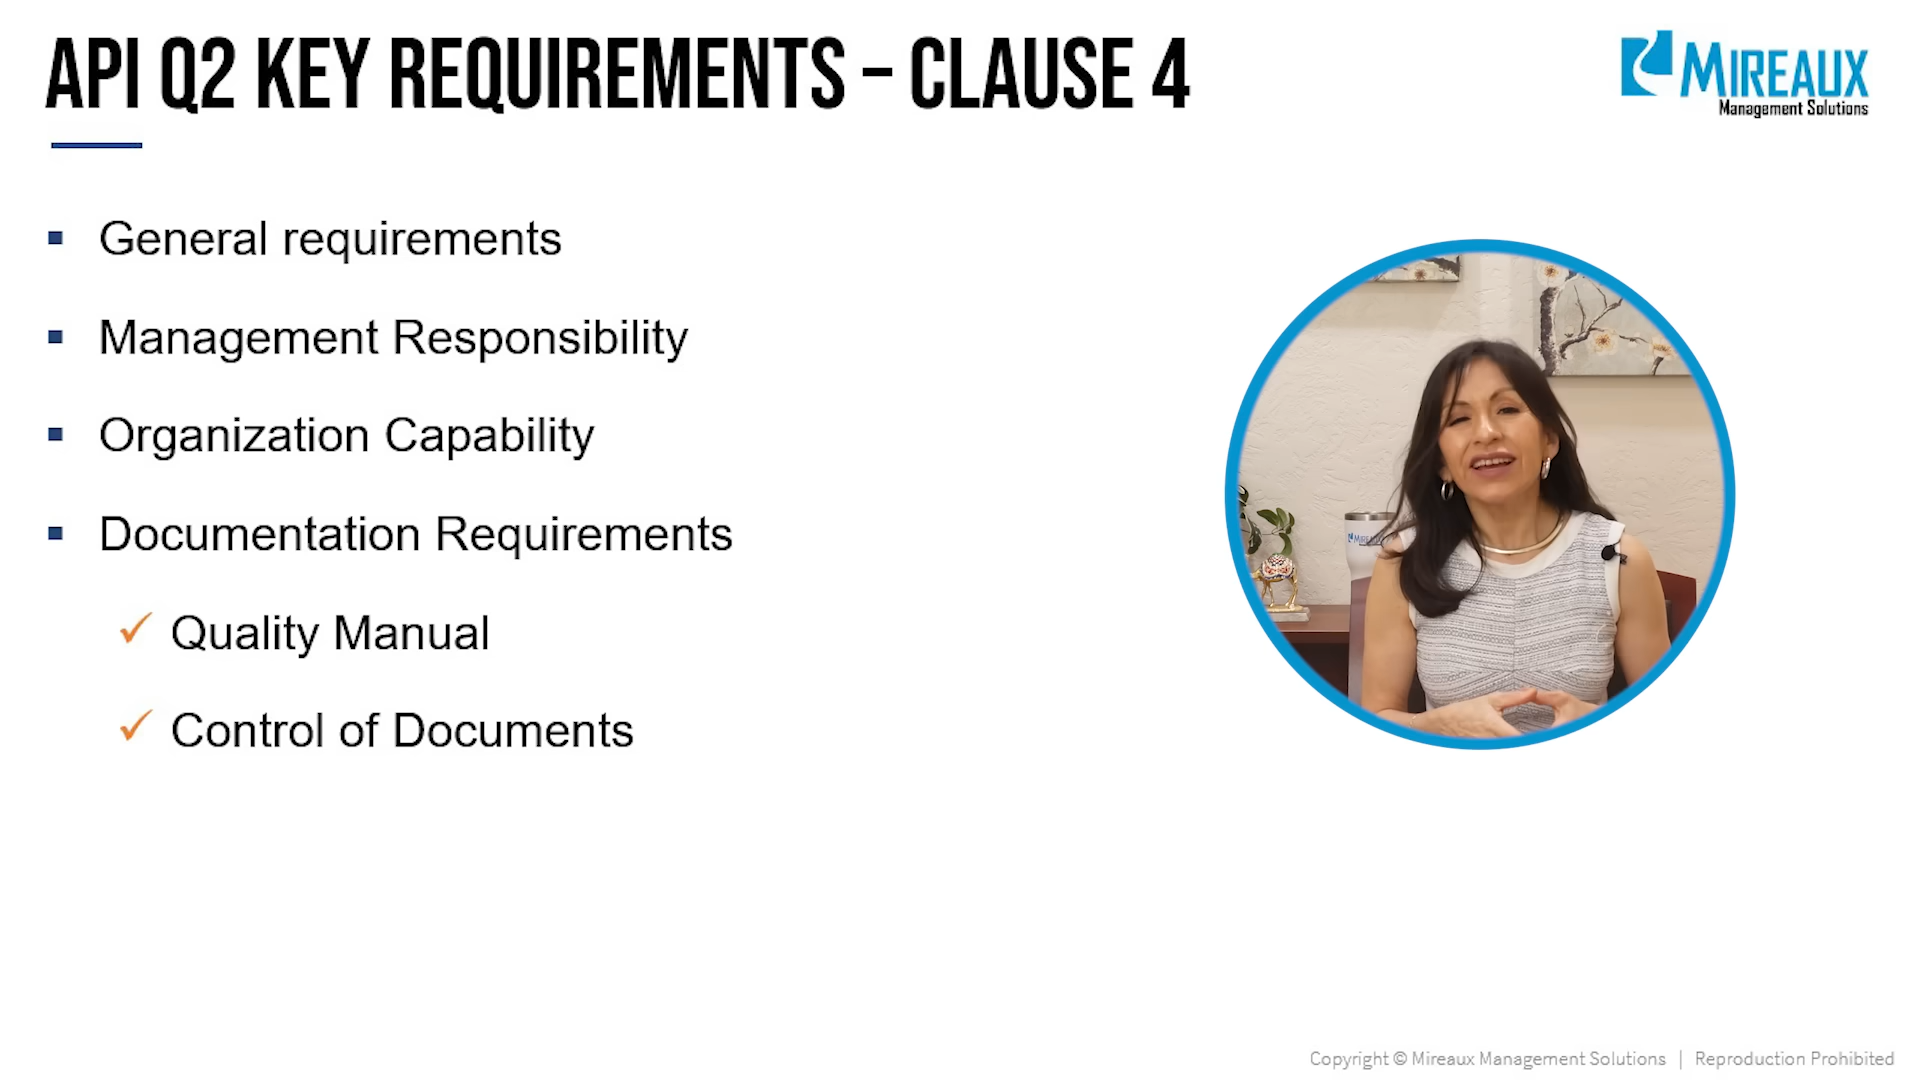 API Q2 KEY REQUIREMENTS – CLAUSE 4
MIREAUX
Management Solutions
General requirements
Management Responsibility
Organization Capability
Documentation Requirements
Quality Manual
Control of Documents
Copyright © Mireaux Management Solutions | Reproduction Prohibited